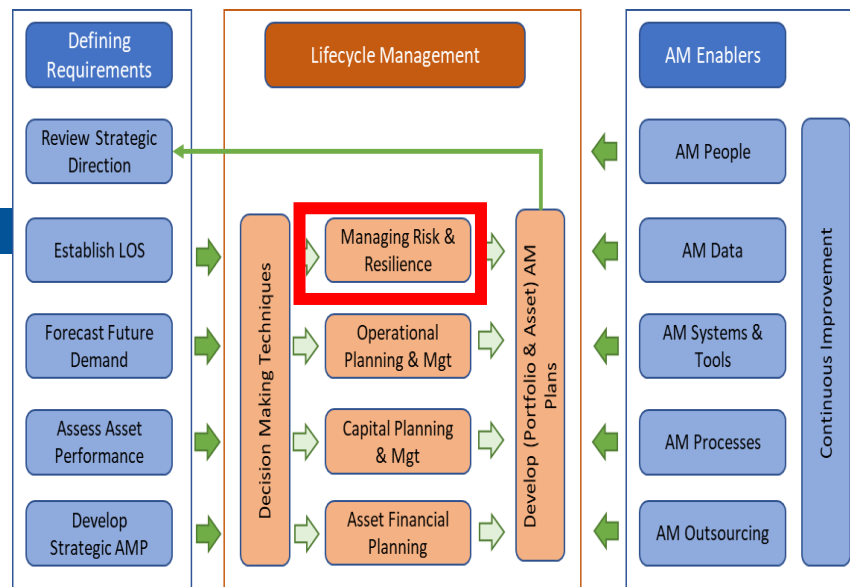 Defining
Requirements
Review Strategic
Direction
Establish LOS
Forecast Future
Demand
Assess Asset
Performance
Develop
Strategic AMP
Lifecycle Management
Decision Making Techniques
Managing Risk &
Resilience
Operational
Planning & Mgt
Capital Planning
& Mgt
Asset Financial
Planning
Develop (Portfolio & Asset) AM
Plans
AM Enablers
AM People
AM Data
AM Systems &
Tools
AM Processes
AM Outsourcing
Continuous Improvement